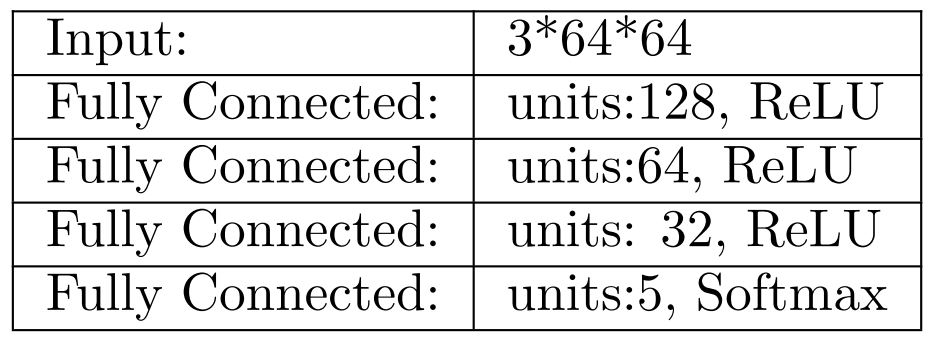 Input: 3*64*64
Fully Connected: units:128, ReLU
Fully Connected: units:64, ReLU
Fully Connected: units: 32, ReLU
Fully Connected: units:5, Softmax